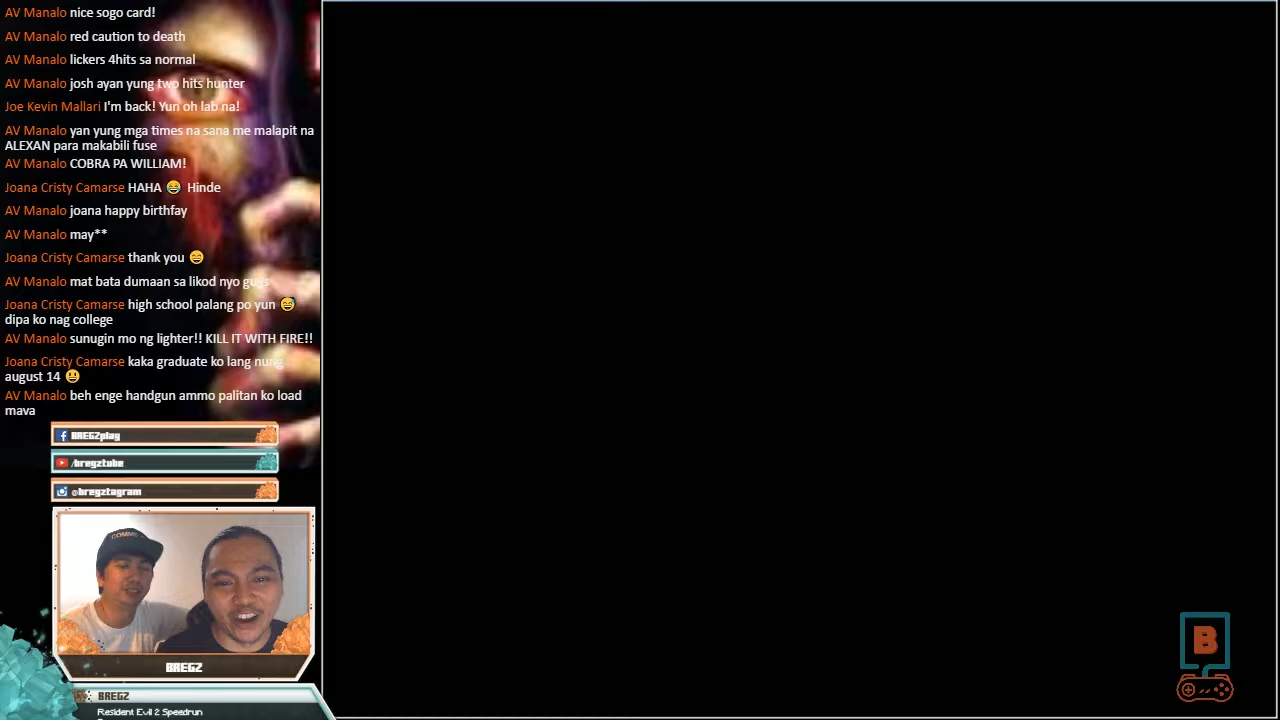 AV Manalo nice sogo card!
AV Manalo red caution to death
AV Manalo lickers 4hits sa normal
AV Manalo josh ayan yung two hits hunter
Joe Kevin Mallari I'm back! Yun oh lab na!
AV Manalo yan yung mga times na sana me malapit na
ALEXAN para makabili fuse
AV Manalo COBRA PA WILLIAM!
Joana Cristy Camarse HAHA 😂 Hinde
AV Manalo joana happy birthfay
AV Manalo may**
Joana Cristy Camarse thank you 😄
AV Manalo mat bata dumaan sa likod nyo guys
Joana Cristy Camarse high school palang po yun 😅
dipa ko nag college
AV Manalo sunugin mo ng lighter!! KILL IT WITH FIRE!!
Joana Cristy Camarse kaka graduate ko lang nung
august 14 😃
AV Manalo beh enge handgun ammo palitan ko load
mava
BREGZplay
/bregztube
@bregztagram
COMME
BREGZ
BREGZ
Resident Evil 2 Speedrun
B